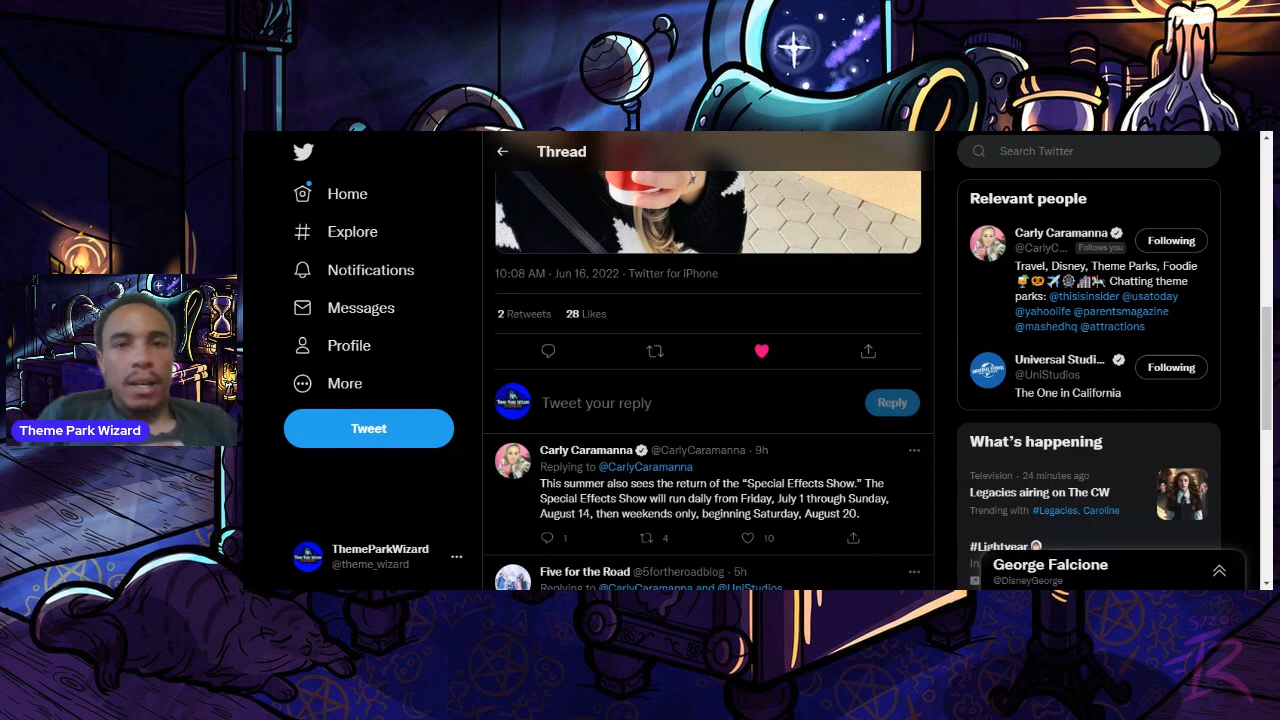 Thread
Search Twitter
Home
Explore
Notifications
Messages
Profile
More
Tweet
ThemeParkWizard
@theme_wizard
Theme Park Wizard
10:08 AM · Jun 16, 2022 · Twitter for iPhone
2 Retweets 28 Likes
Tweet your reply
Reply
Carly Caramanna @CarlyCaramanna · 9h
Replying to @CarlyCaramanna
This summer also sees the return of the “Special Effects Show.” The
Special Effects Show will run daily from Friday, July 1 through Sunday,
August 14, then weekends only, beginning Saturday, August 20.
1 4 10
Five for the Road @5fortheroadblog · 5h
Replying to @CarlyCaramanna and @UniStudios
Relevant people
Carly Caramanna
@CarlyC... Follows you
Following
Travel, Disney, Theme Parks, Foodie
Chatting theme
parks: @thisisinsider @usatoday
@yahoolife @parentsmagazine
@mashedhq @attractions
Universal Studi...
@UniStudios
Following
The One in California
What’s happening
Television · 24 minutes ago
Legacies airing on The CW
Trending with #Legacies, Caroline
#Lightyear
George Falcione
@DisneyGeorge